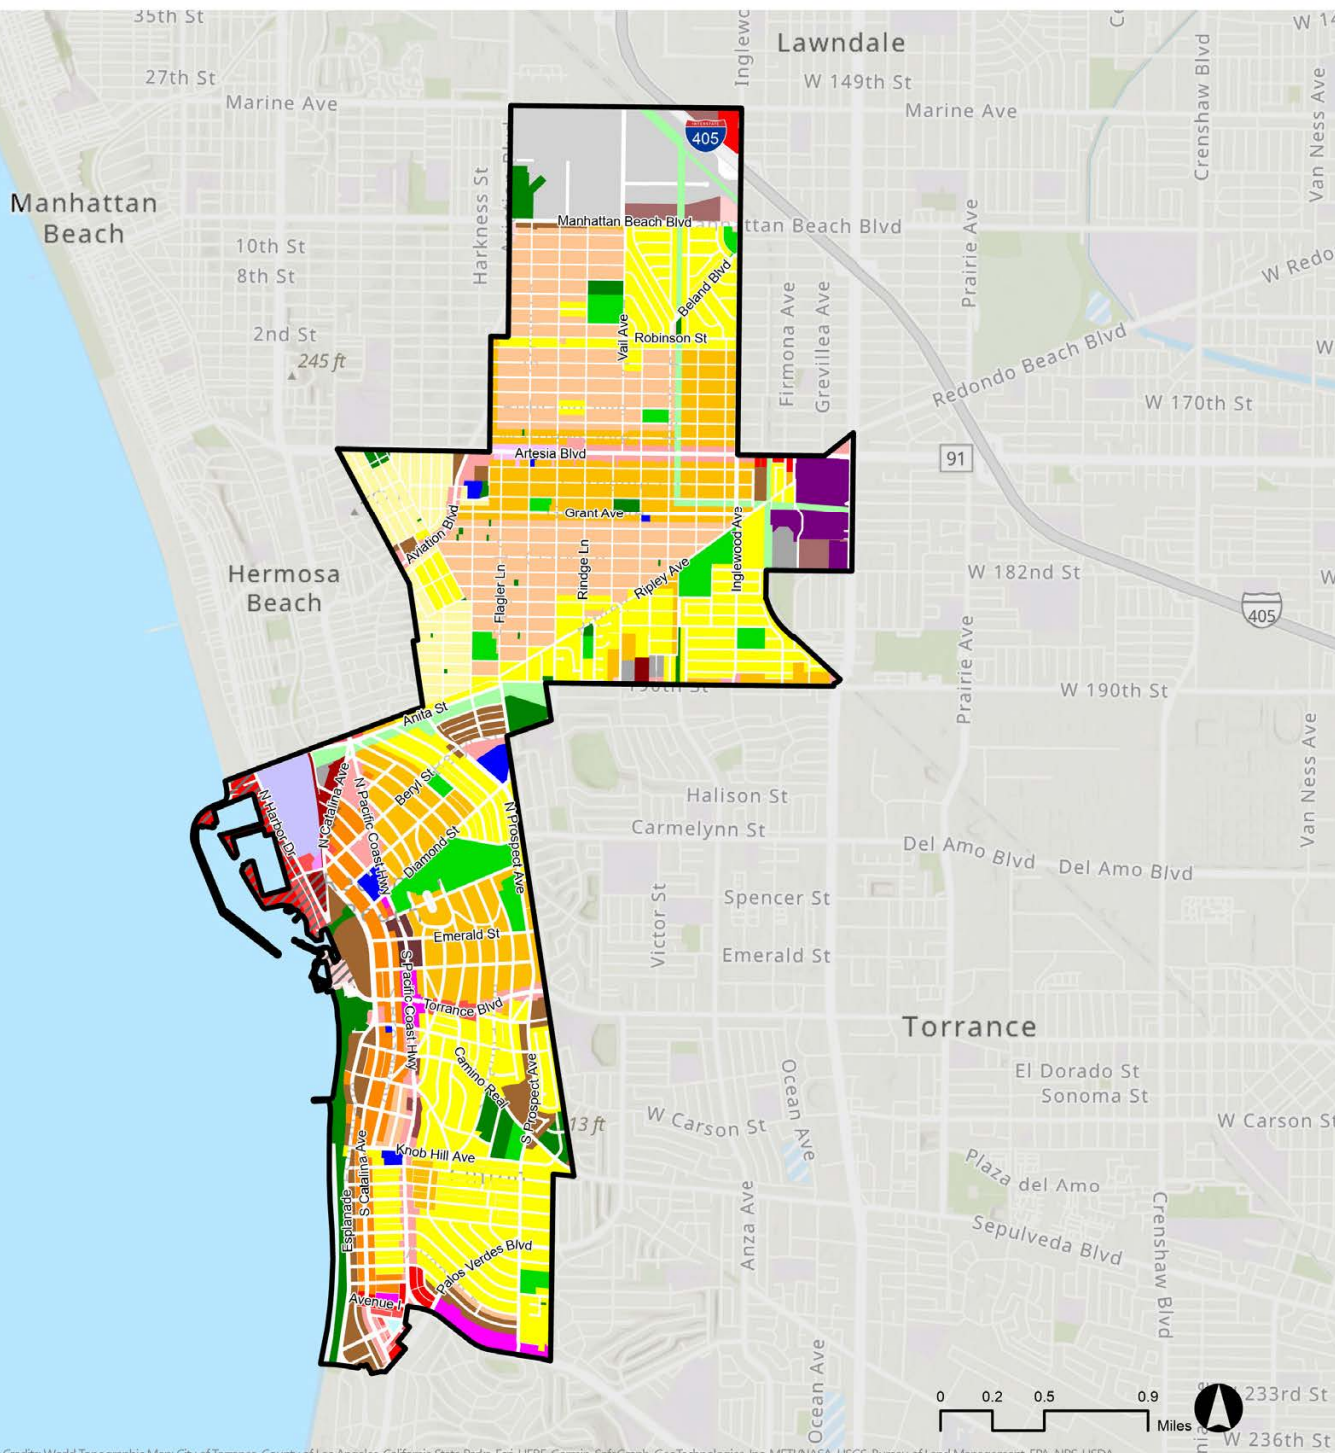 35th St
Lawndale
27th St
W 149th St
Marine Ave
Marine Ave
Crenshaw Blvd
Van Ness Ave
INTERSTATE
405
Harkness St
Manhattan
Beach
Manhattan Beach Blvd
ttan Beach Blvd
Prairie Ave
10th St
8th St
W Redo
Beland Blvd
Firmona Ave
Grevillea Ave
2nd St
245 ft
Vail Ave
Robinson St
Redondo Beach Blvd
W 170th St
Artesia Blvd
91
Grant Ave
Aviation Blvd
Inglewood Ave
Hermosa
Beach
Flagler Ln
Rindge Ln
Ripley Ave
W 182nd St
405
Prairie Ave
190th St
W 190th St
Anita St
Van Ness Ave
Beryl St
N Catalina Ave
N Pacific Coast Hwy
N Harbor Dr
N Prospect Ave
Halison St
Carmelynn St
Diamond St
Del Amo Blvd
Del Amo Blvd
Victor St
Spencer St
Emerald St
Emerald St
S Pacific Coast Hwy
Torrance Blvd
Torrance
Camino Real
S Prospect Ave
Ocean Ave
El Dorado St
Sonoma St
13 ft
W Carson St
W Carson St
Knob Hill Ave
S Catalina Ave
Esplanade
Plaza del Amo
Anza Ave
Sepulveda Blvd
Crenshaw Blvd
Palos Verdes Blvd
Avenue I
Ocean Ave
0 0.2 0.5 0.9
Miles
233rd St
W 236th St